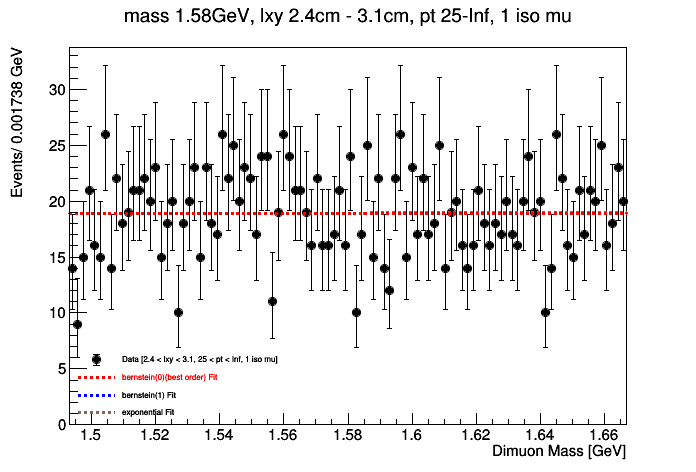 mass 1.58GeV, lxy 2.4cm - 3.1cm, pt 25-Inf, 1 iso mu
Events/ 0.001738 GeV
30
25
20
15
10
5
0
Data [2.4 < lxy < 3.1, 25 < pt < Inf, 1 iso mu]
bernstein(0)(best order) Fit
bernstein(1) Fit
exponential Fit
1.5 1.52 1.54 1.56 1.58 1.6 1.62 1.64 1.66
Dimuon Mass [GeV]